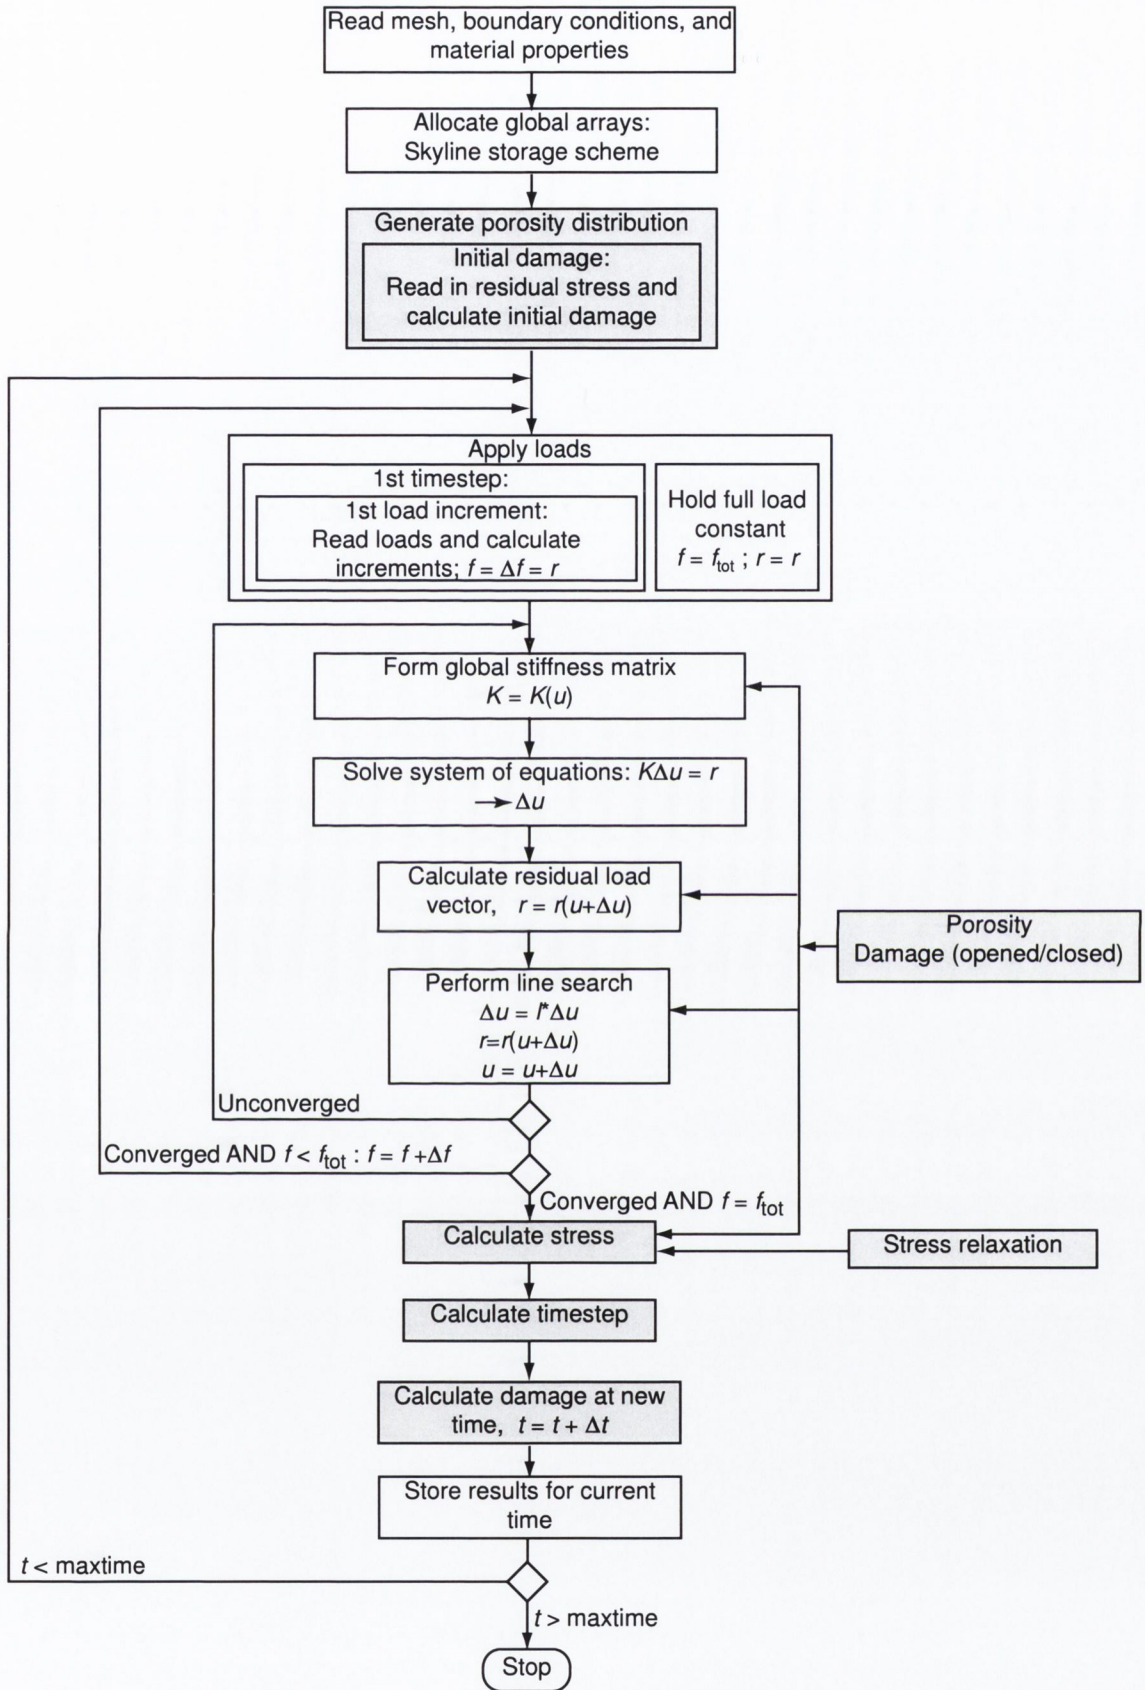 Read mesh, boundary conditions, and
material properties
Allocate global arrays:
Skyline storage scheme
Generate porosity distribution
Initial damage:
Read in residual stress and
calculate initial damage
Apply loads
1st timestep:
1st load increment:
Read loads and calculate
increments; f = Δf = r
Hold full load
constant
f = f_tot ; r = r
Form global stiffness matrix
K = K(u)
Solve system of equations: KΔu = r
→ Δu
Calculate residual load
vector, r = r(u+Δu)
Porosity
Damage (opened/closed)
Perform line search
Δu = l*Δu
r=r(u+Δu)
u = u+Δu
Unconverged
Converged AND f < f_tot : f = f +Δf
Converged AND f = f_tot
Calculate stress
Stress relaxation
Calculate timestep
Calculate damage at new
time, t = t + Δt
Store results for current
time
t < maxtime
t > maxtime
Stop